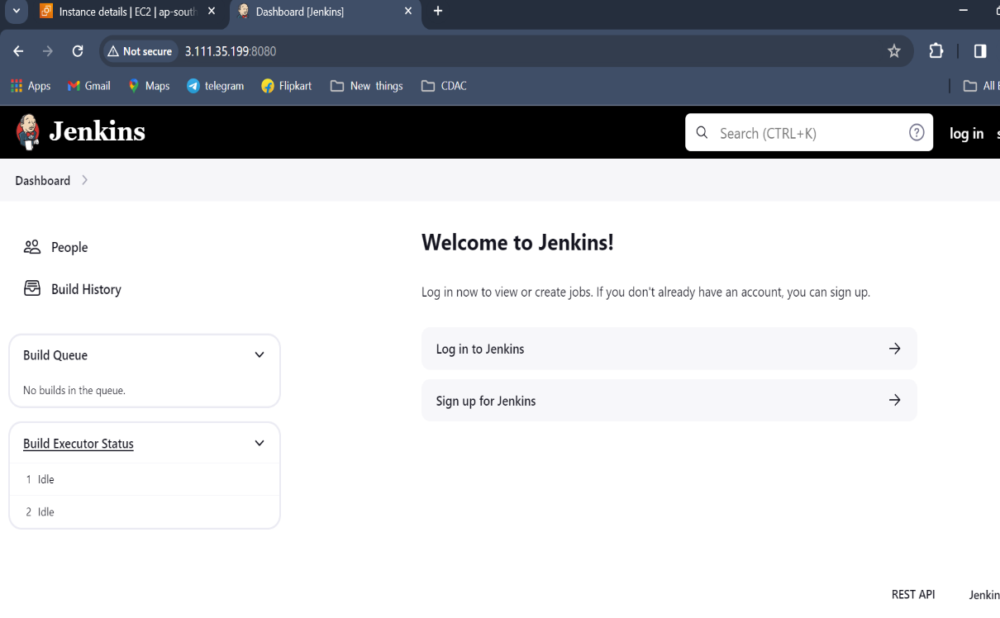 Instance details | EC2 | ap-south
Dashboard [Jenkins]
Not secure 3.111.35.199:8080
Apps Gmail Maps telegram Flipkart New things CDAC All
Jenkins Search (CTRL+K) log in
Dashboard
People
Build History
Welcome to Jenkins!
Log in now to view or create jobs. If you don't already have an account, you can sign up.
Log in to Jenkins
Sign up for Jenkins
Build Queue
No builds in the queue.
Build Executor Status
1 Idle
2 Idle
REST API Jenkin